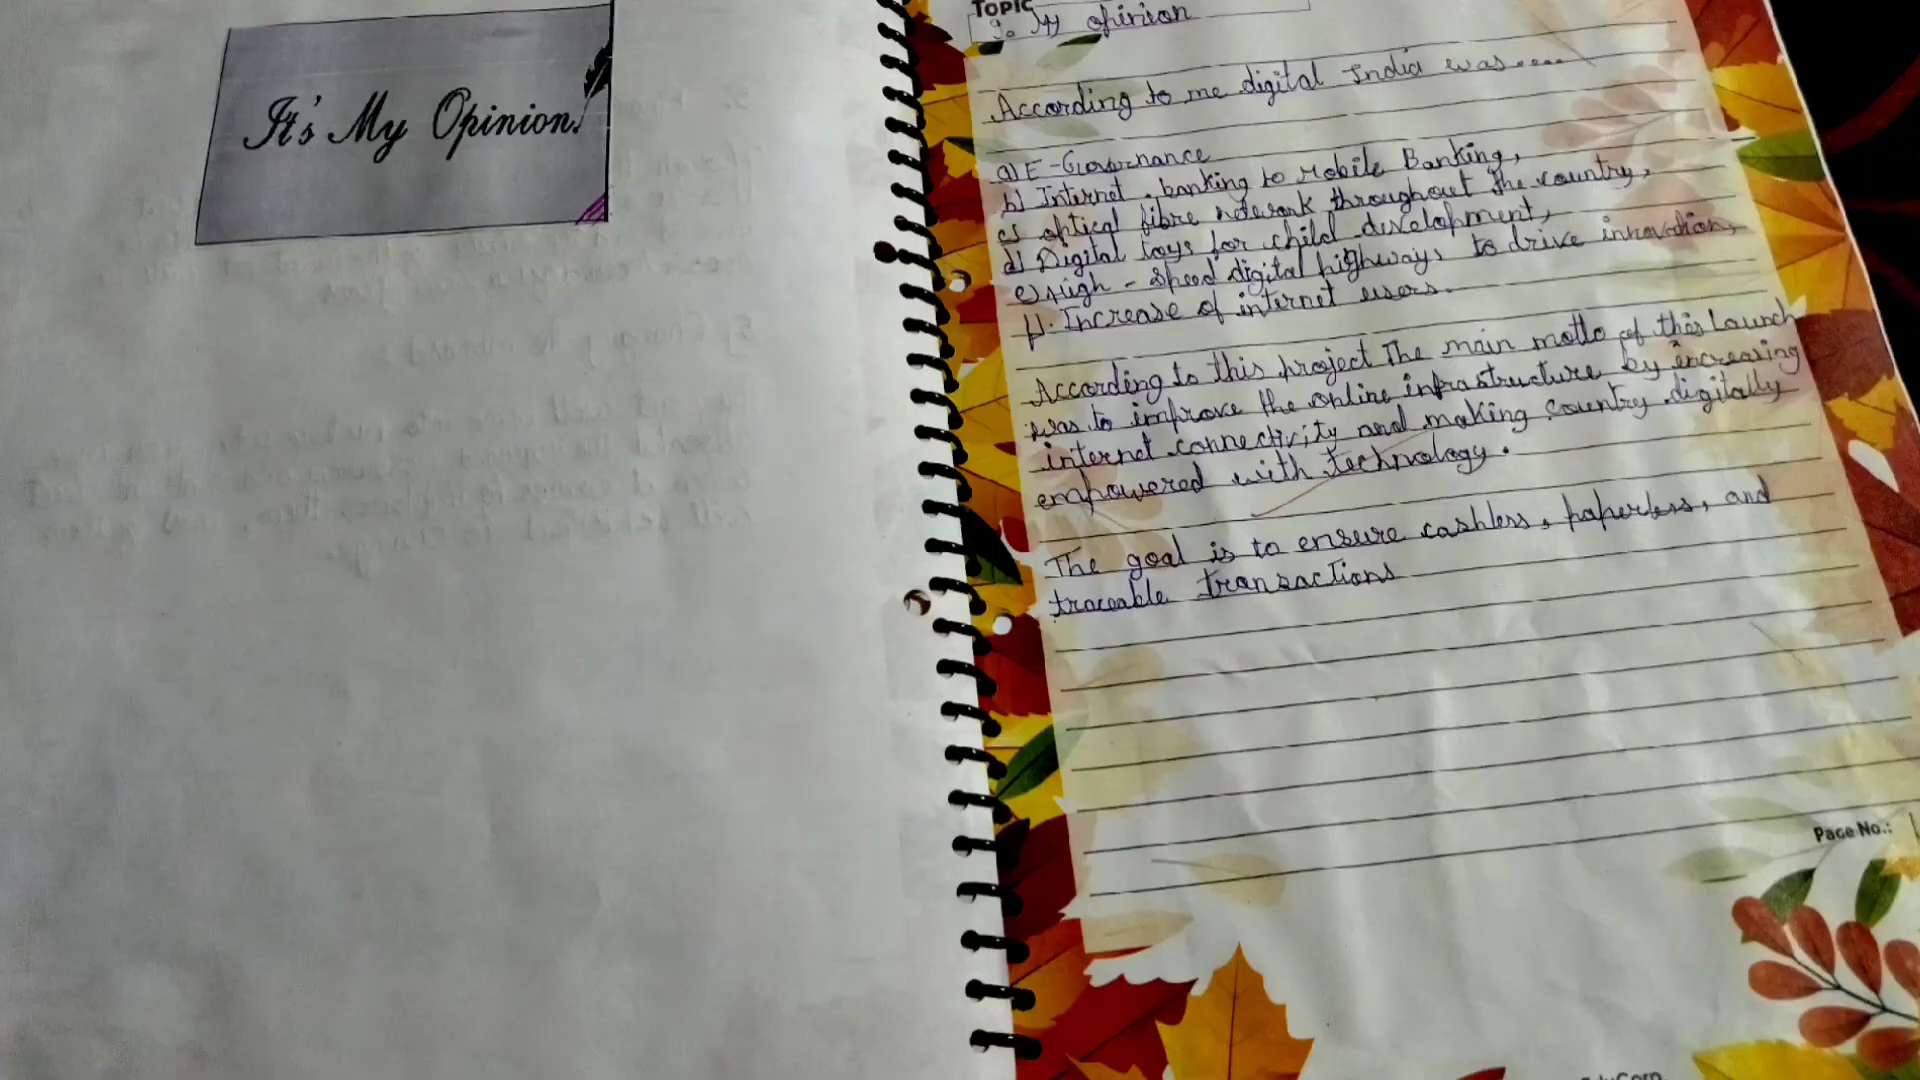 It's My Opinion!
TOPIC
In My opinion
According to me digital India was....
a) E-Governance
b) Internet banking to Mobile Banking,
c) optical fibre network throughout the country,
d) Digital toys for child development,
e) High-speed digital highways to drive innovation,
f). Increase of internet users.
According to this project The main motto of this Launch
was to improve the online infrastructure by increasing
internet connectivity and making country digitally
empowered with technology.
The goal is to ensure cashless, paperless, and
traceable transactions
Page No.: